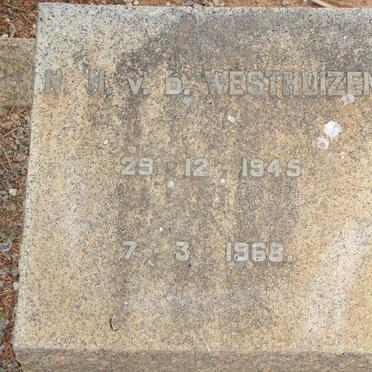 N. H. v. D. WESTHUIZEN
29 - 12 - 1945
7 - 3 1968.